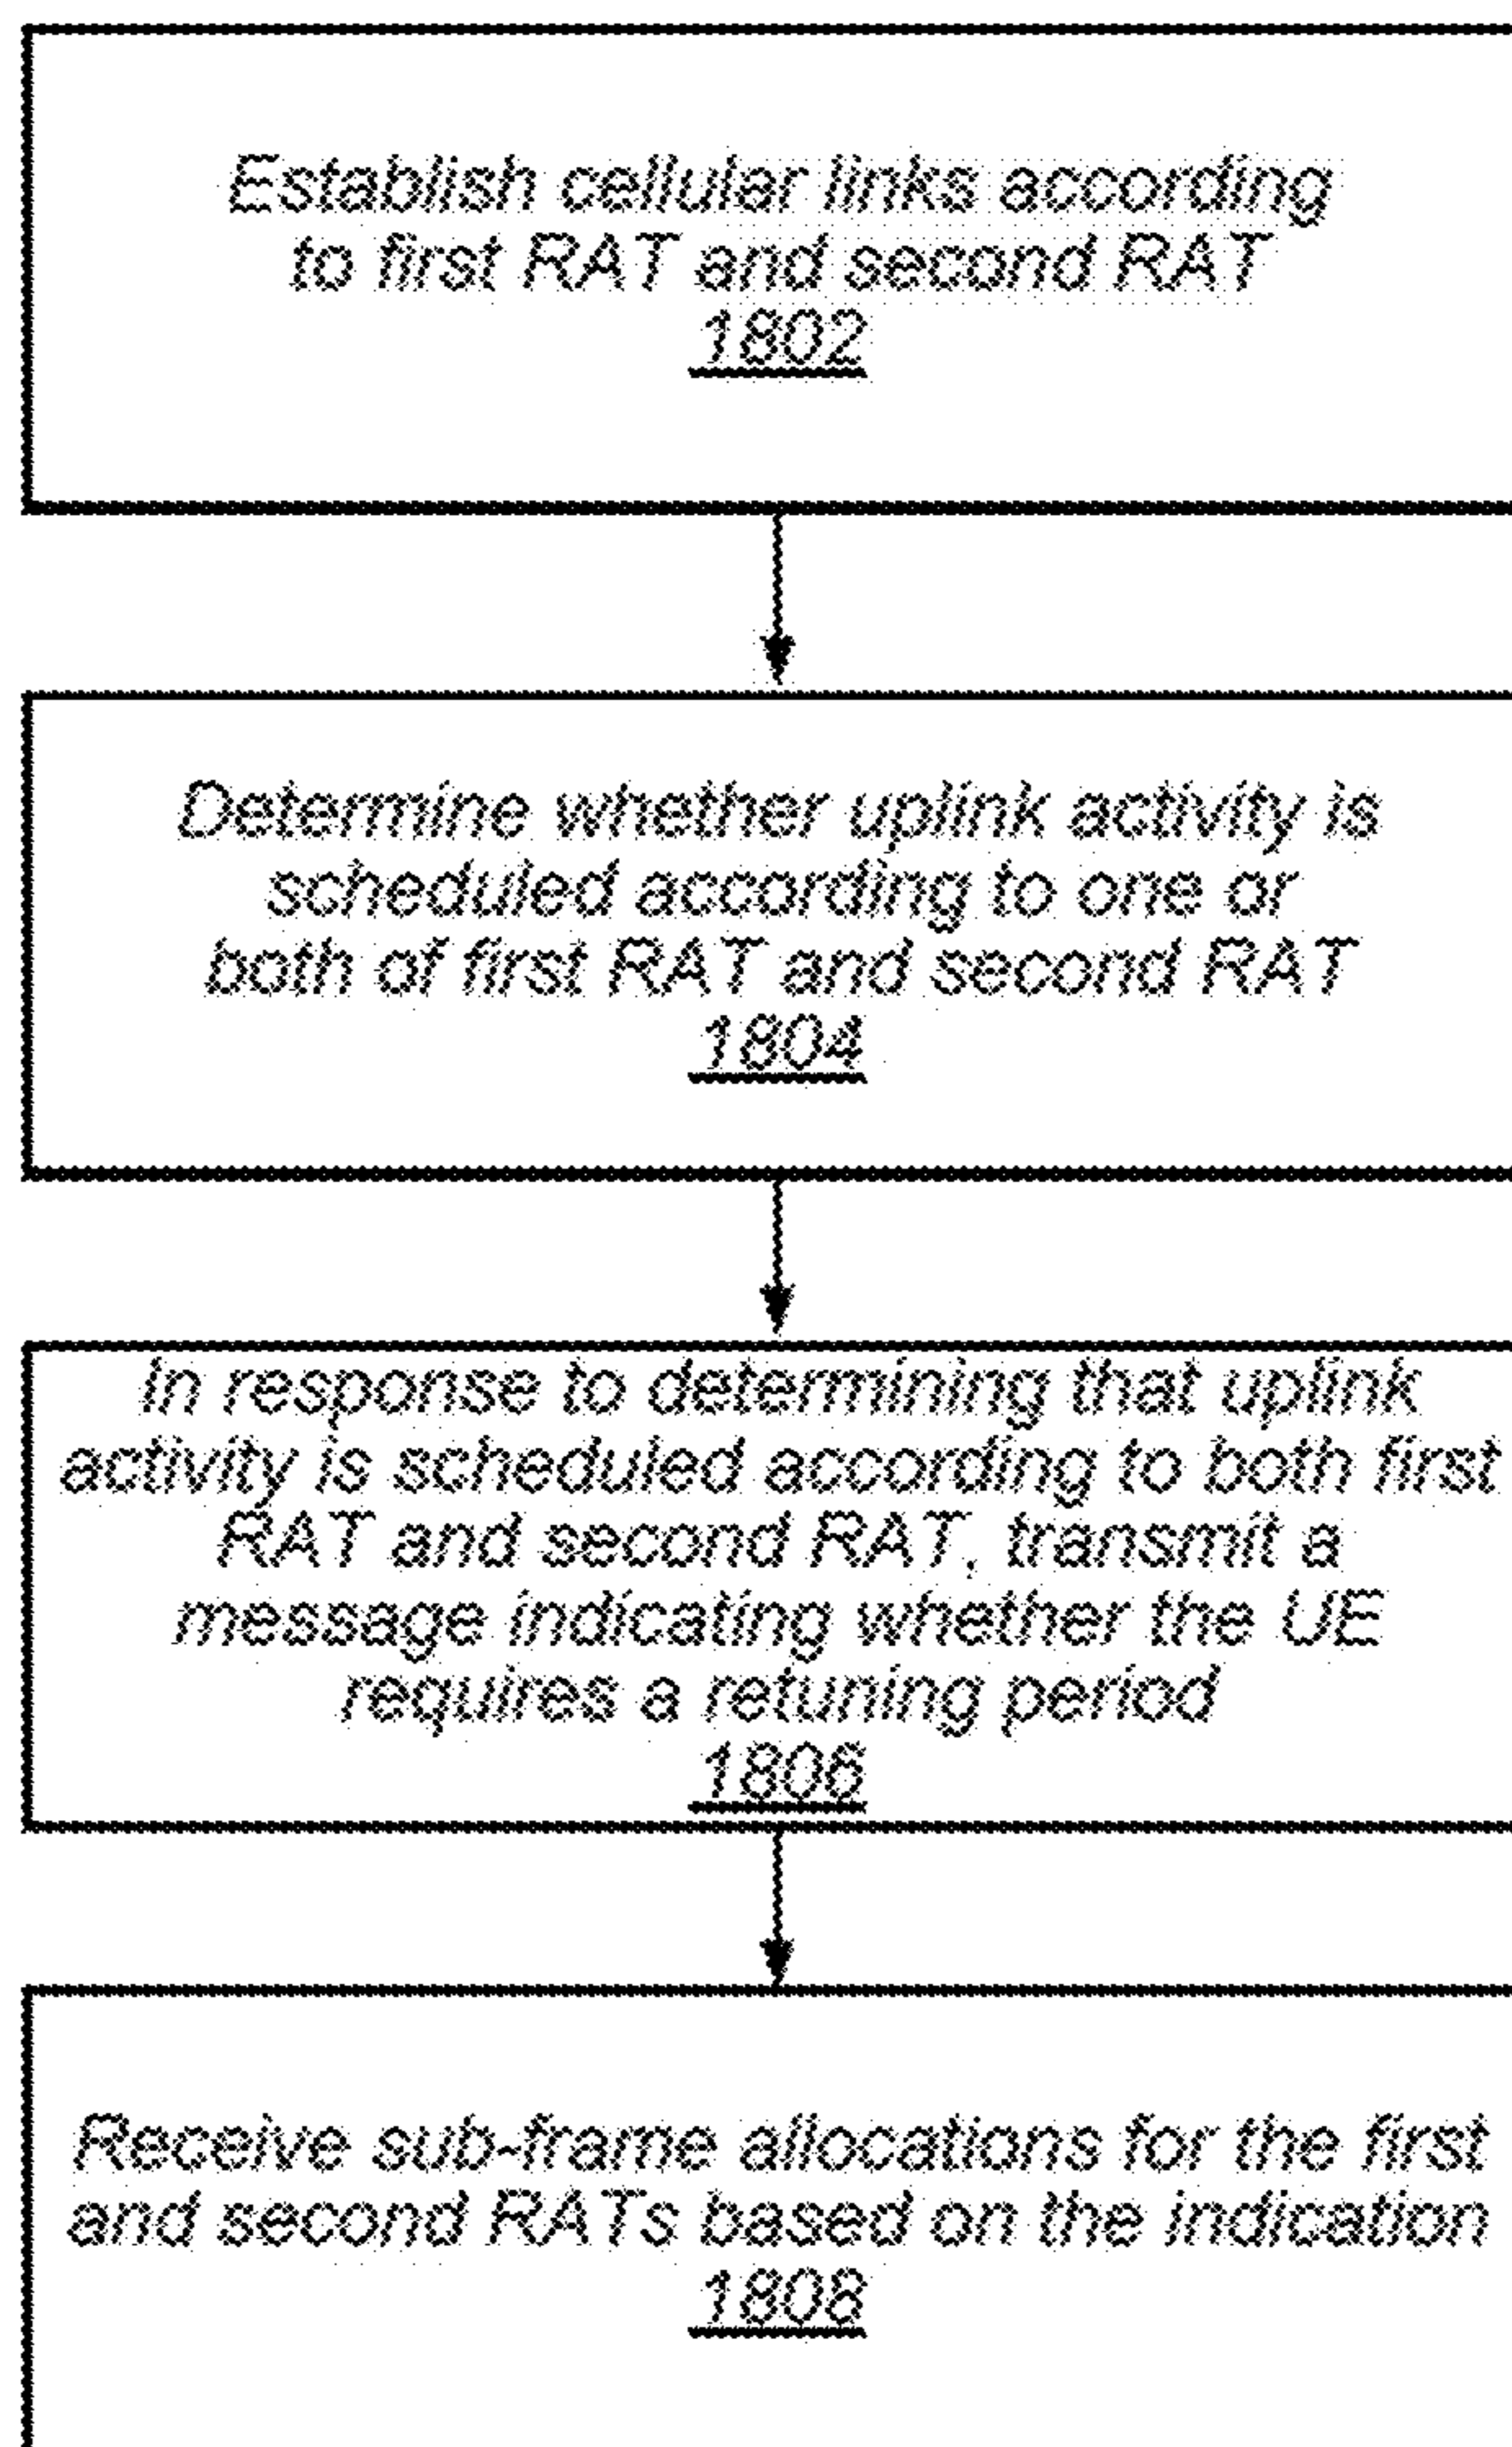 Establish cellular links according
to first RAT and second RAT
1802
Determine whether uplink activity is
scheduled according to one or
both of first RAT and second RAT
1804
In response to determining that uplink
activity is scheduled according to both first
RAT and second RAT, transmit a
message indicating whether the UE
requires a retuning period
1806
Receive sub-frame allocations for the first
and second RATs based on the indication
1808